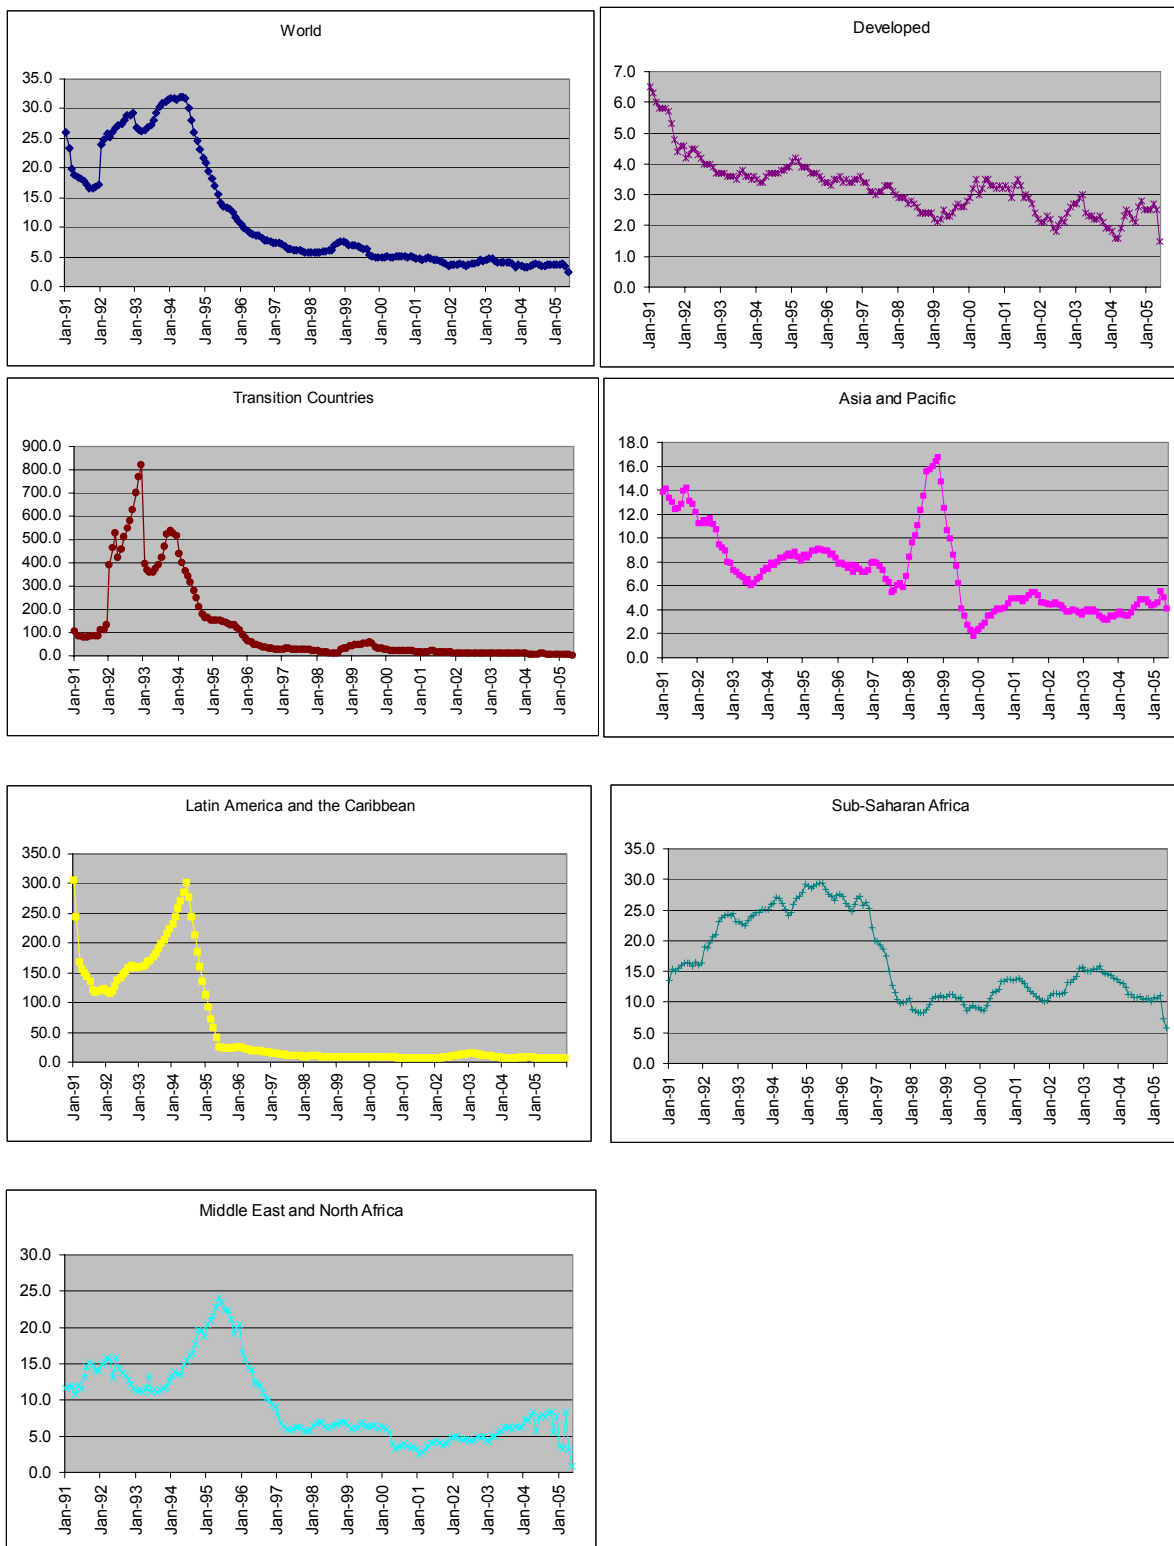 World
35.0
30.0
25.0
20.0
15.0
10.0
5.0
0.0
Jan-91
Jan-92
Jan-93
Jan-94
Jan-95
Jan-96
Jan-97
Jan-98
Jan-99
Jan-00
Jan-01
Jan-02
Jan-03
Jan-04
Jan-05
Developed
7.0
6.0
5.0
4.0
3.0
2.0
1.0
0.0
Jan-91
Jan-92
Jan-93
Jan-94
Jan-95
Jan-96
Jan-97
Jan-98
Jan-99
Jan-00
Jan-01
Jan-02
Jan-03
Jan-04
Jan-05
Transition Countries
900.0
800.0
700.0
600.0
500.0
400.0
300.0
200.0
100.0
0.0
Jan-91
Jan-92
Jan-93
Jan-94
Jan-95
Jan-96
Jan-97
Jan-98
Jan-99
Jan-00
Jan-01
Jan-02
Jan-03
Jan-04
Jan-05
Asia and Pacific
18.0
16.0
14.0
12.0
10.0
8.0
6.0
4.0
2.0
0.0
Jan-91
Jan-92
Jan-93
Jan-94
Jan-95
Jan-96
Jan-97
Jan-98
Jan-99
Jan-00
Jan-01
Jan-02
Jan-03
Jan-04
Jan-05
Latin America and the Caribbean
350.0
300.0
250.0
200.0
150.0
100.0
50.0
0.0
Jan-91
Jan-92
Jan-93
Jan-94
Jan-95
Jan-96
Jan-97
Jan-98
Jan-99
Jan-00
Jan-01
Jan-02
Jan-03
Jan-04
Jan-05
Sub-Saharan Africa
35.0
30.0
25.0
20.0
15.0
10.0
5.0
0.0
Jan-91
Jan-92
Jan-93
Jan-94
Jan-95
Jan-96
Jan-97
Jan-98
Jan-99
Jan-00
Jan-01
Jan-02
Jan-03
Jan-04
Jan-05
Middle East and North Africa
30.0
25.0
20.0
15.0
10.0
5.0
0.0
Jan-91
Jan-92
Jan-93
Jan-94
Jan-95
Jan-96
Jan-97
Jan-98
Jan-99
Jan-00
Jan-01
Jan-02
Jan-03
Jan-04
Jan-05